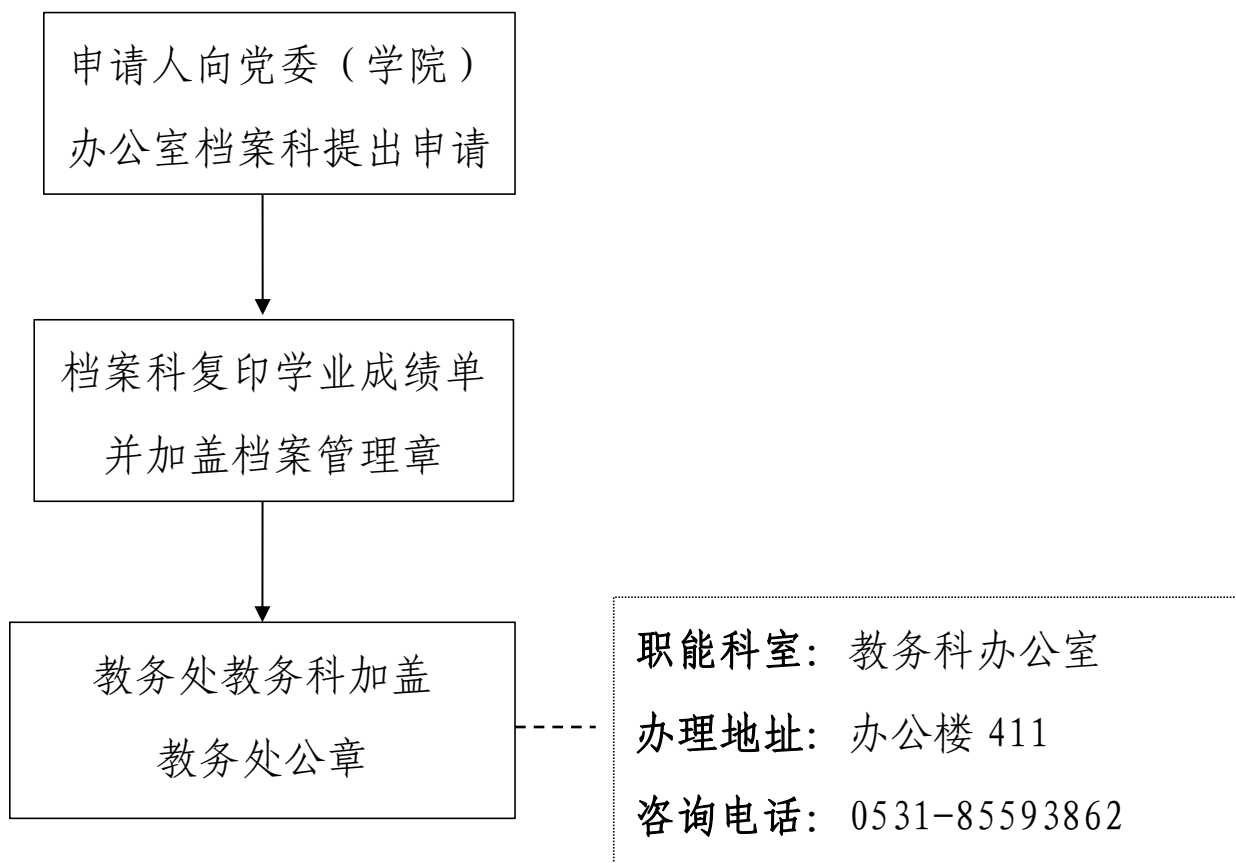 申请人向党委（学院）
办公室档案科提出申请
档案科复印学业成绩单
并加盖档案管理章
教务处教务科加盖
教务处公章
职能科室：教务科办公室
办理地址：办公楼 411
咨询电话：0531-85593862